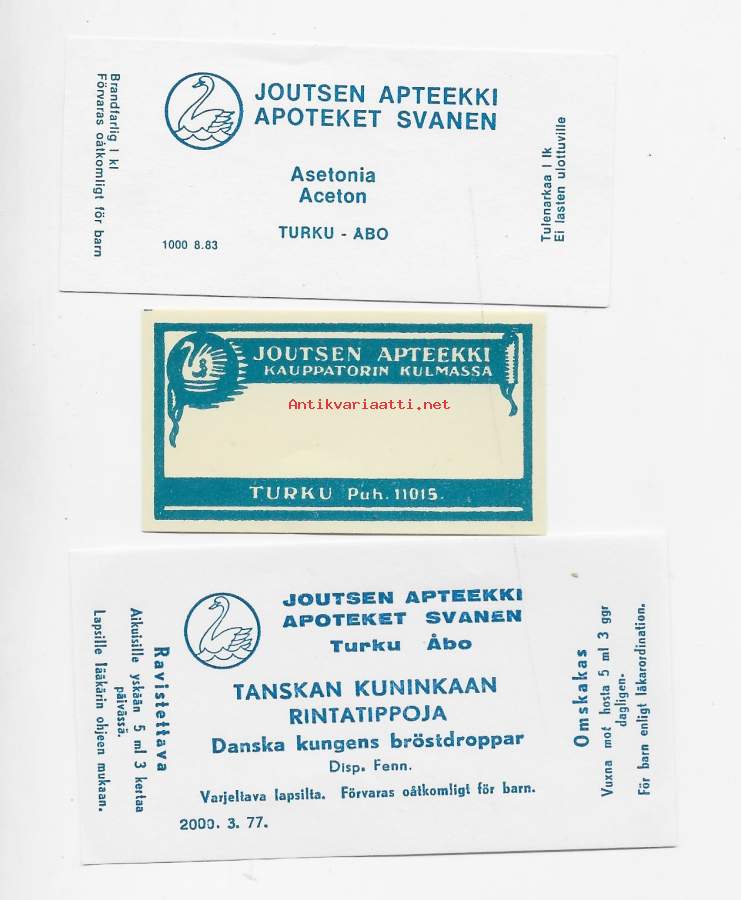 Brandfarlig I kl
Förvaras oåtkomligt för barn
JOUTSEN APTEEKKI
APOTEKET SVANEN
Asetonia
Aceton
TURKU - ÅBO
1000 8.83
Tulenarkaa I lk
Ei lasten ulottuville
JOUTSEN APTEEKKI
KAUPPATORIN KULMASSA
Antikvariaatti.net
TURKU Puh. 11015.
Ravistettava
Aikuisille yskään 5 ml 3 kertaa
päivässä.
Lapsille lääkärin ohjeen mukaan.
JOUTSEN APTEEKKI
APOTEKET SVANEN
Turku Åbo
TANSKAN KUNINKAAN
RINTATIPPOJA
Danska kungens bröstdroppar
Disp. Fenn.
Varjeltava lapsilta. Förvaras oåtkomligt för barn.
2000. 3. 77.
Omskakas
Vuxna mot hosta 5 ml 3 ggr
dagligen.
För barn enligt läkarordination.